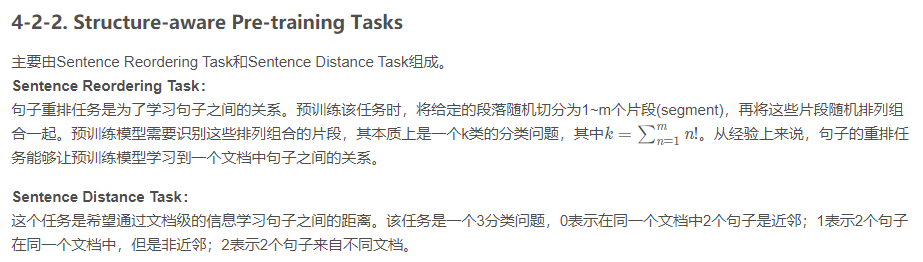 4-2-2. Structure-aware Pre-training Tasks
主要由Sentence Reordering Task和Sentence Distance Task组成。
Sentence Reordering Task：
句子重排任务是为了学习句子之间的关系。预训练该任务时，将给定的段落随机切分为1~m个片段(segment)，再将这些片段随机排列组
合一起。预训练模型需要识别这些排列组合的片段，其本质上是一个k类的分类问题，其中$k = \sum_{n=1}^{m} n!$。从经验上来说，句子的重排任
务能够让预训练模型学习到一个文档中句子之间的关系。
Sentence Distance Task：
这个任务是希望通过文档级的信息学习句子之间的距离。该任务是一个3分类问题，0表示在同一个文档中2个句子是近邻；1表示2个句子
在同一个文档中，但是非近邻；2表示2个句子来自不同文档。